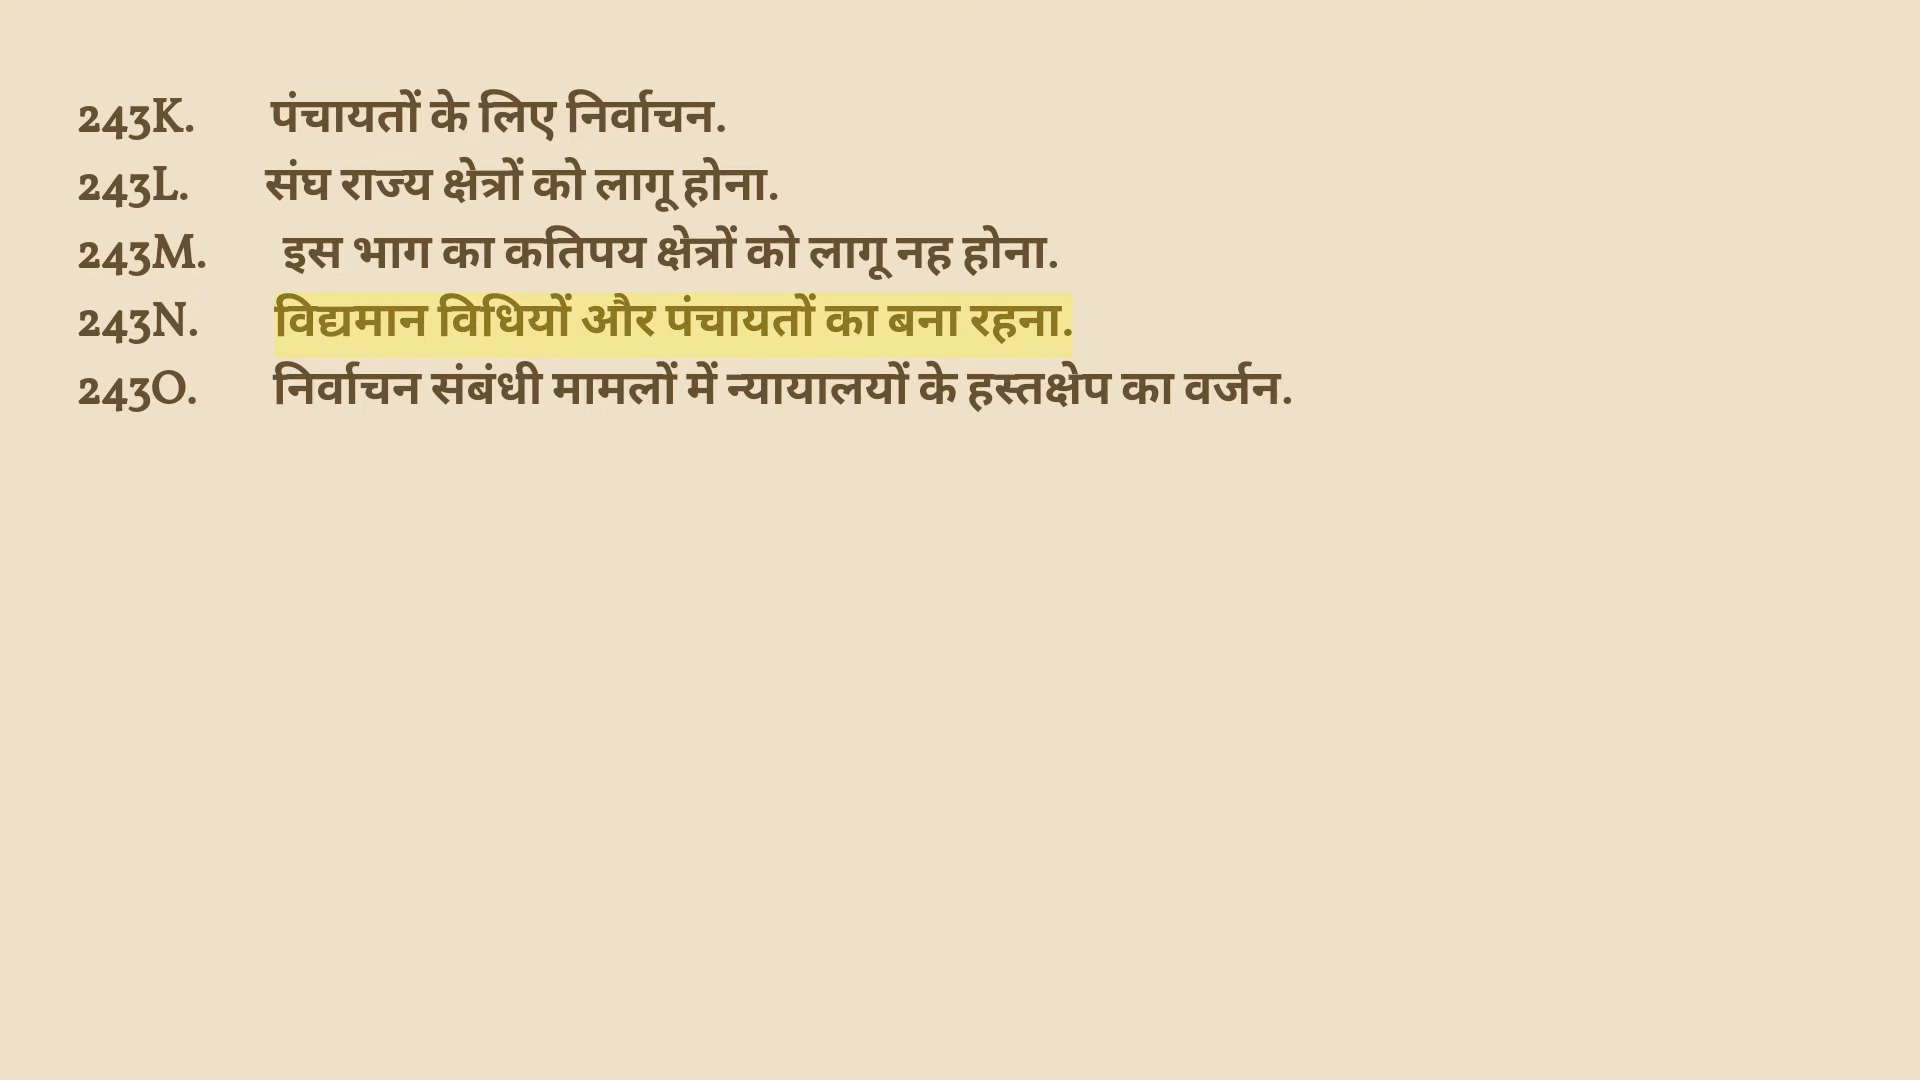 243K. पंचायतों के लिए निर्वाचन.
243L. संघ राज्य क्षेत्रों को लागू होना.
243M. इस भाग का कतिपय क्षेत्रों को लागू नह होना.
243N. विद्यमान विधियों और पंचायतों का बना रहना.
243O. निर्वाचन संबंधी मामलों में न्यायालयों के हस्तक्षेप का वर्जन.